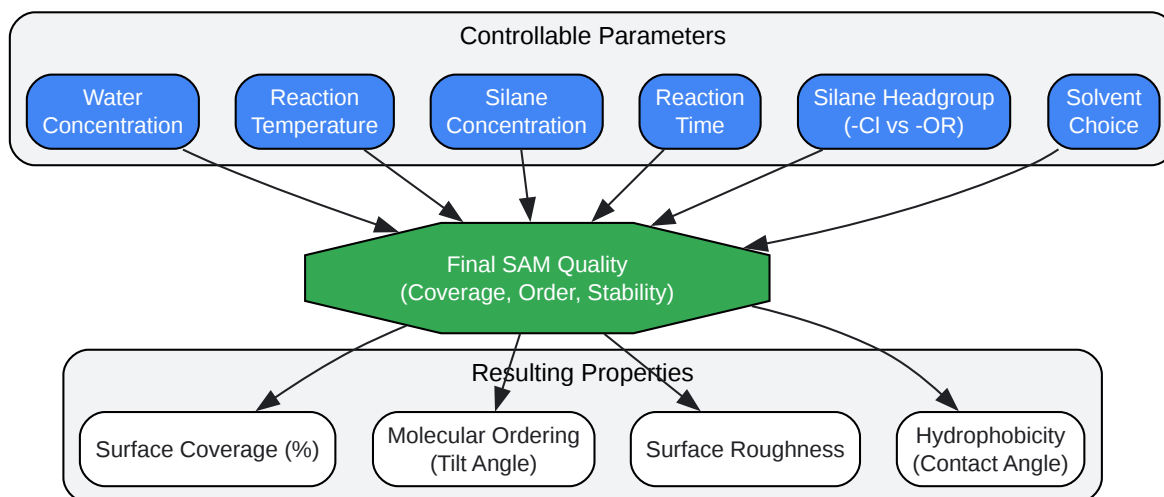 Controllable Parameters
Water
Concentration
Reaction
Temperature
Silane
Concentration
Reaction
Time
Silane Headgroup
(-Cl vs -OR)
Solvent
Choice
Final SAM Quality
(Coverage, Order, Stability)
Resulting Properties
Surface Coverage (%)
Molecular Ordering
(Tilt Angle)
Surface Roughness
Hydrophobicity
(Contact Angle)